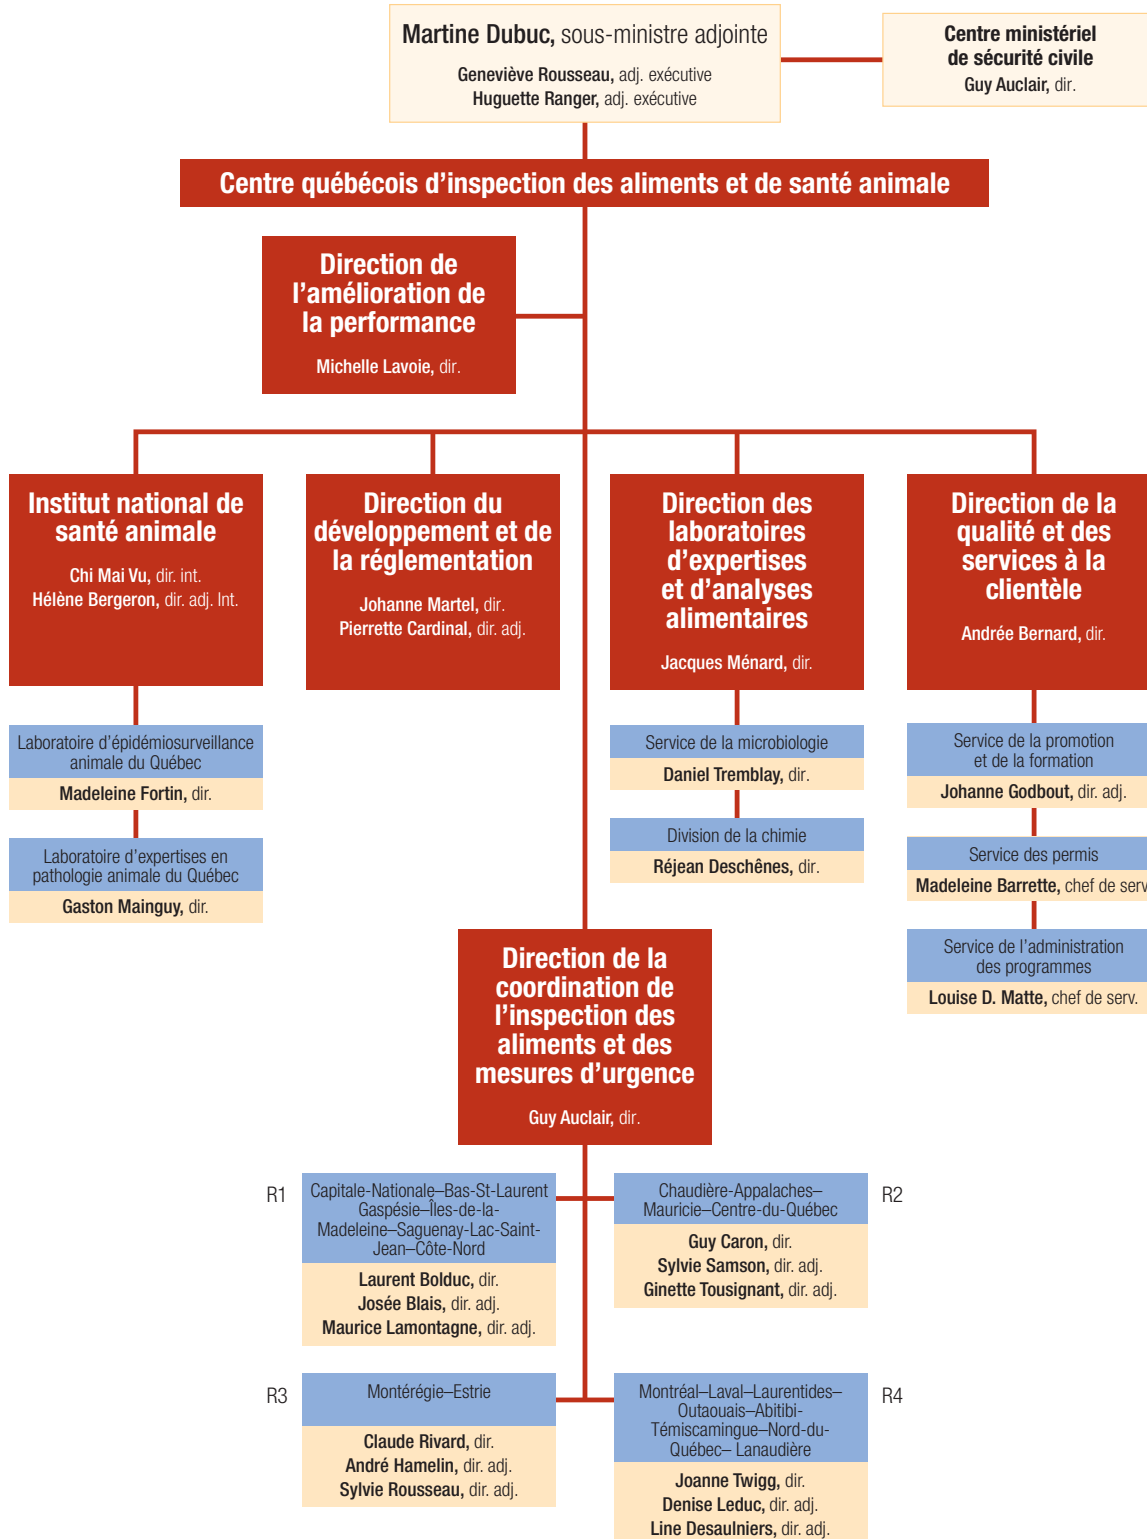 Martine Dubuc, sous-ministre adjointe
Geneviève Rousseau, adj. exécutive
Huguette Ranger, adj. exécutive
Centre ministériel
de sécurité civile
Guy Auclair, dir.
Centre québécois d'inspection des aliments et de santé animale
Direction de
l'amélioration de
la performance
Michelle Lavoie, dir.
Institut national de
santé animale
Chi Mai Vu, dir. int.
Hélène Bergeron, dir. adj. Int.
Direction du
développement et de
la réglementation
Johanne Martel, dir.
Pierrette Cardinal, dir. adj.
Direction des
laboratoires
d'expertises
et d'analyses
alimentaires
Jacques Ménard, dir.
Direction de la
qualité et des
services à la
clientèle
Andrée Bernard, dir.
Laboratoire d'épidémiosurveillance
animale du Québec
Madeleine Fortin, dir.
Laboratoire d'expertises en
pathologie animale du Québec
Gaston Mainguy, dir.
Service de la microbiologie
Daniel Tremblay, dir.
Division de la chimie
Réjean Deschênes, dir.
Service de la promotion
et de la formation
Johanne Godbout, dir. adj.
Service des permis
Madeleine Barrette, chef de serv
Service de l'administration
des programmes
Louise D. Matte, chef de serv.
Direction de la
coordination de
l'inspection des
aliments et des
mesures d'urgence
Guy Auclair, dir.
R1
Capitale-Nationale–Bas-St-Laurent
Gaspésie–Îles-de-la-
Madeleine–Saguenay-Lac-Saint-
Jean–Côte-Nord
Laurent Bolduc, dir.
Josée Blais, dir. adj.
Maurice Lamontagne, dir. adj.
Chaudière-Appalaches–
Mauricie–Centre-du-Québec
R2
Guy Caron, dir.
Sylvie Samson, dir. adj.
Ginette Tousignant, dir. adj.
R3
Montérégie–Estrie
Claude Rivard, dir.
André Hamelin, dir. adj.
Sylvie Rousseau, dir. adj.
Montréal–Laval–Laurentides–
Outaouais–Abitibi-
Témiscamingue–Nord-du-
Québec– Lanaudière
R4
Joanne Twigg, dir.
Denise Leduc, dir. adj.
Line Desaulniers, dir. adj.